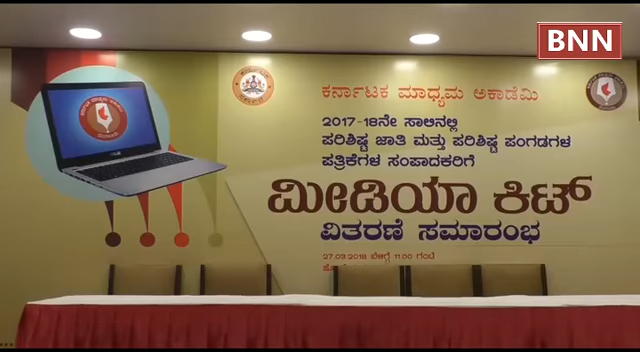 BNN
ಕರ್ನಾಟಕ ಮಾಧ್ಯಮ ಅಕಾಡೆಮಿ
2017-18ನೇ ಸಾಲಿನಲ್ಲಿ
ಪರಿಶಿಷ್ಟ ಜಾತಿ ಮತ್ತು ಪರಿಶಿಷ್ಟ ಪಂಗಡಗಳ
ಪತ್ರಿಕೆಗಳ ಸಂಪಾದಕರಿಗೆ
ಮೀಡಿಯಾ ಕಿಟ್
ವಿತರಣೆ ಸಮಾರಂಭ
27.03.2018 ಬೆಳಿಗ್ಗೆ 11.00 ಗಂಟೆ